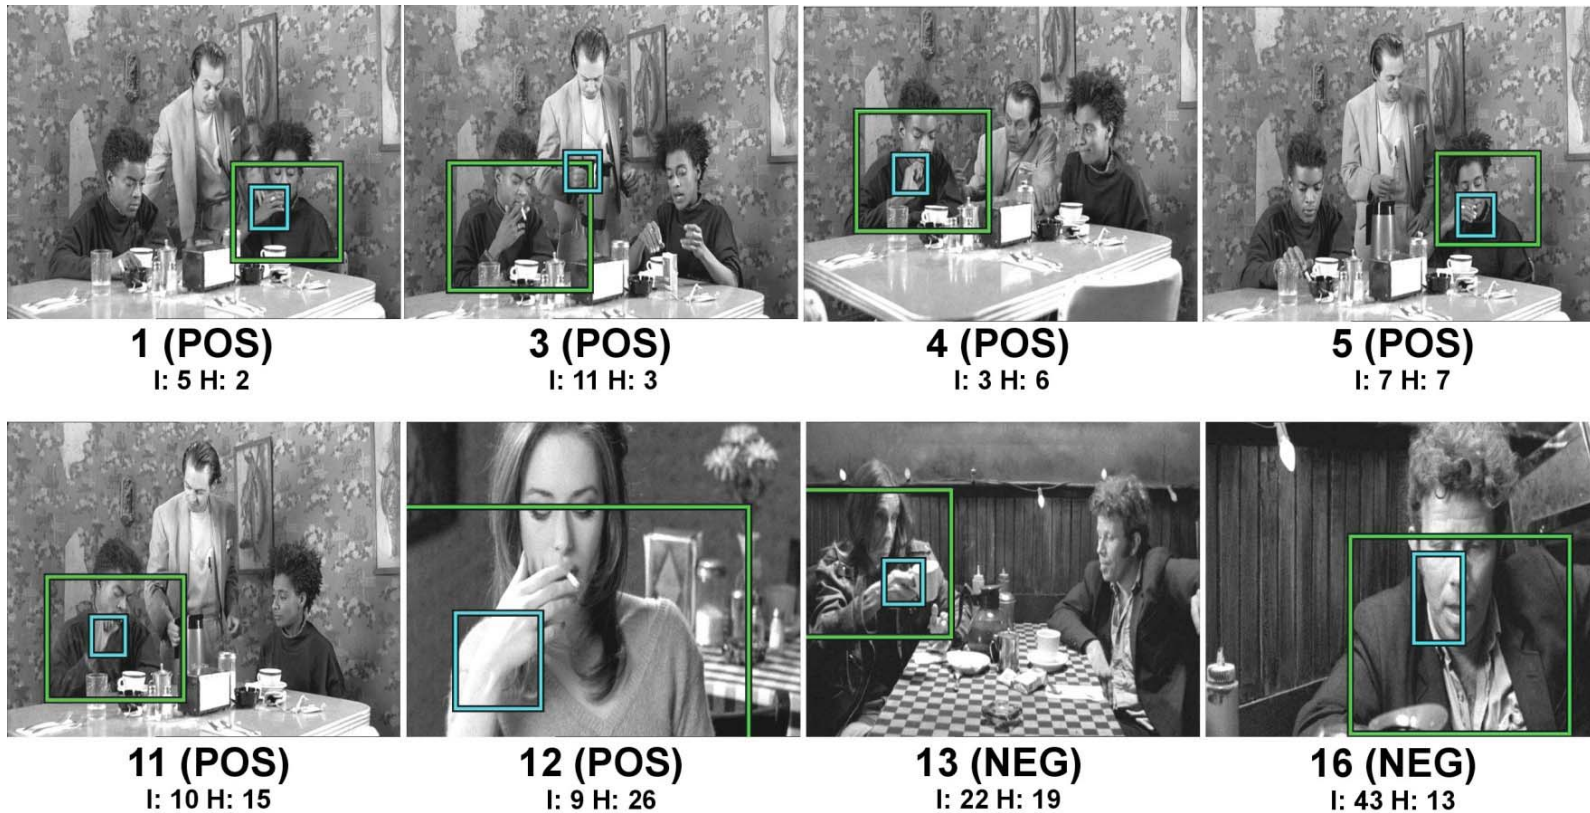 1 (POS)
I: 5 H: 2
3 (POS)
I: 11 H: 3
4 (POS)
I: 3 H: 6
5 (POS)
I: 7 H: 7
11 (POS)
I: 10 H: 15
12 (POS)
I: 9 H: 26
13 (NEG)
I: 22 H: 19
16 (NEG)
I: 43 H: 13